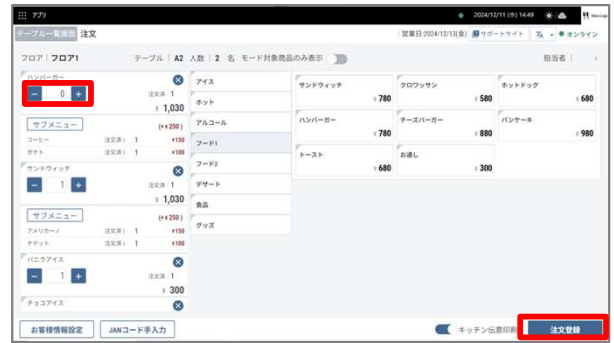 アプリ
2024/12/11 (水) 14:49
テーブル一覧画面 注文
営業日:2024/12/13(金) サポートサイト オンライン
フロア フロア1 テーブル A2 人数 2 名 モード対象商品のみ表示 担当者
ハンバーガー
− 0 + 注文済 1
¥ 1,030
サブメニュー (+¥250)
コーヒー 注文済 1 ¥150
ポテト 注文済 1 ¥100
サンドウィッチ
− 1 + 注文済 1
¥ 1,030
サブメニュー (+¥250)
アメリカーノ 注文済 1 ¥150
ナゲット 注文済 1 ¥100
バニラアイス
− 1 + 注文済 1
¥ 300
チョコアイス
アイス
ホット
アルコール
フード1
フード2
デザート
食品
グッズ
サンドウィッチ ¥ 780
クロワッサン ¥ 580
ホットドッグ ¥ 680
ハンバーガー ¥ 780
チーズバーガー ¥ 880
パンケーキ ¥ 980
トースト ¥ 680
お通し ¥ 300
お客様情報設定 JANコード手入力 キッチン伝票印刷 注文登録